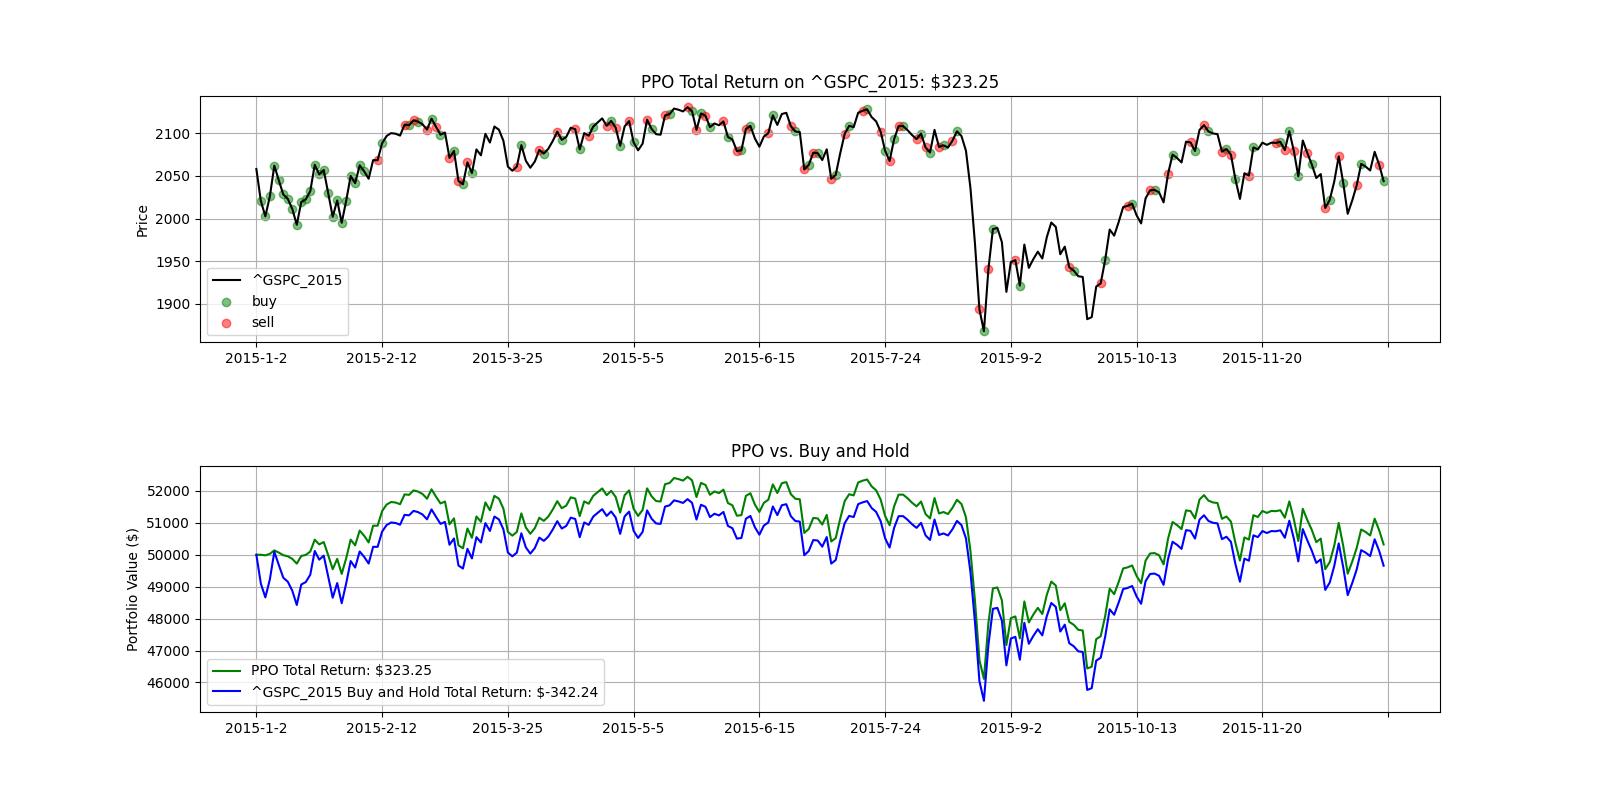 PPO Total Return on ^GSPC_2015: $323.25
Price
2100
2050
2000
1950
1900
^GSPC_2015
buy
sell
2015-1-2 2015-2-12 2015-3-25 2015-5-5 2015-6-15 2015-7-24 2015-9-2 2015-10-13 2015-11-20
PPO vs. Buy and Hold
Portfolio Value ($)
52000
51000
50000
49000
48000
47000
46000
PPO Total Return: $323.25
^GSPC_2015 Buy and Hold Total Return: $-342.24
2015-1-2 2015-2-12 2015-3-25 2015-5-5 2015-6-15 2015-7-24 2015-9-2 2015-10-13 2015-11-20